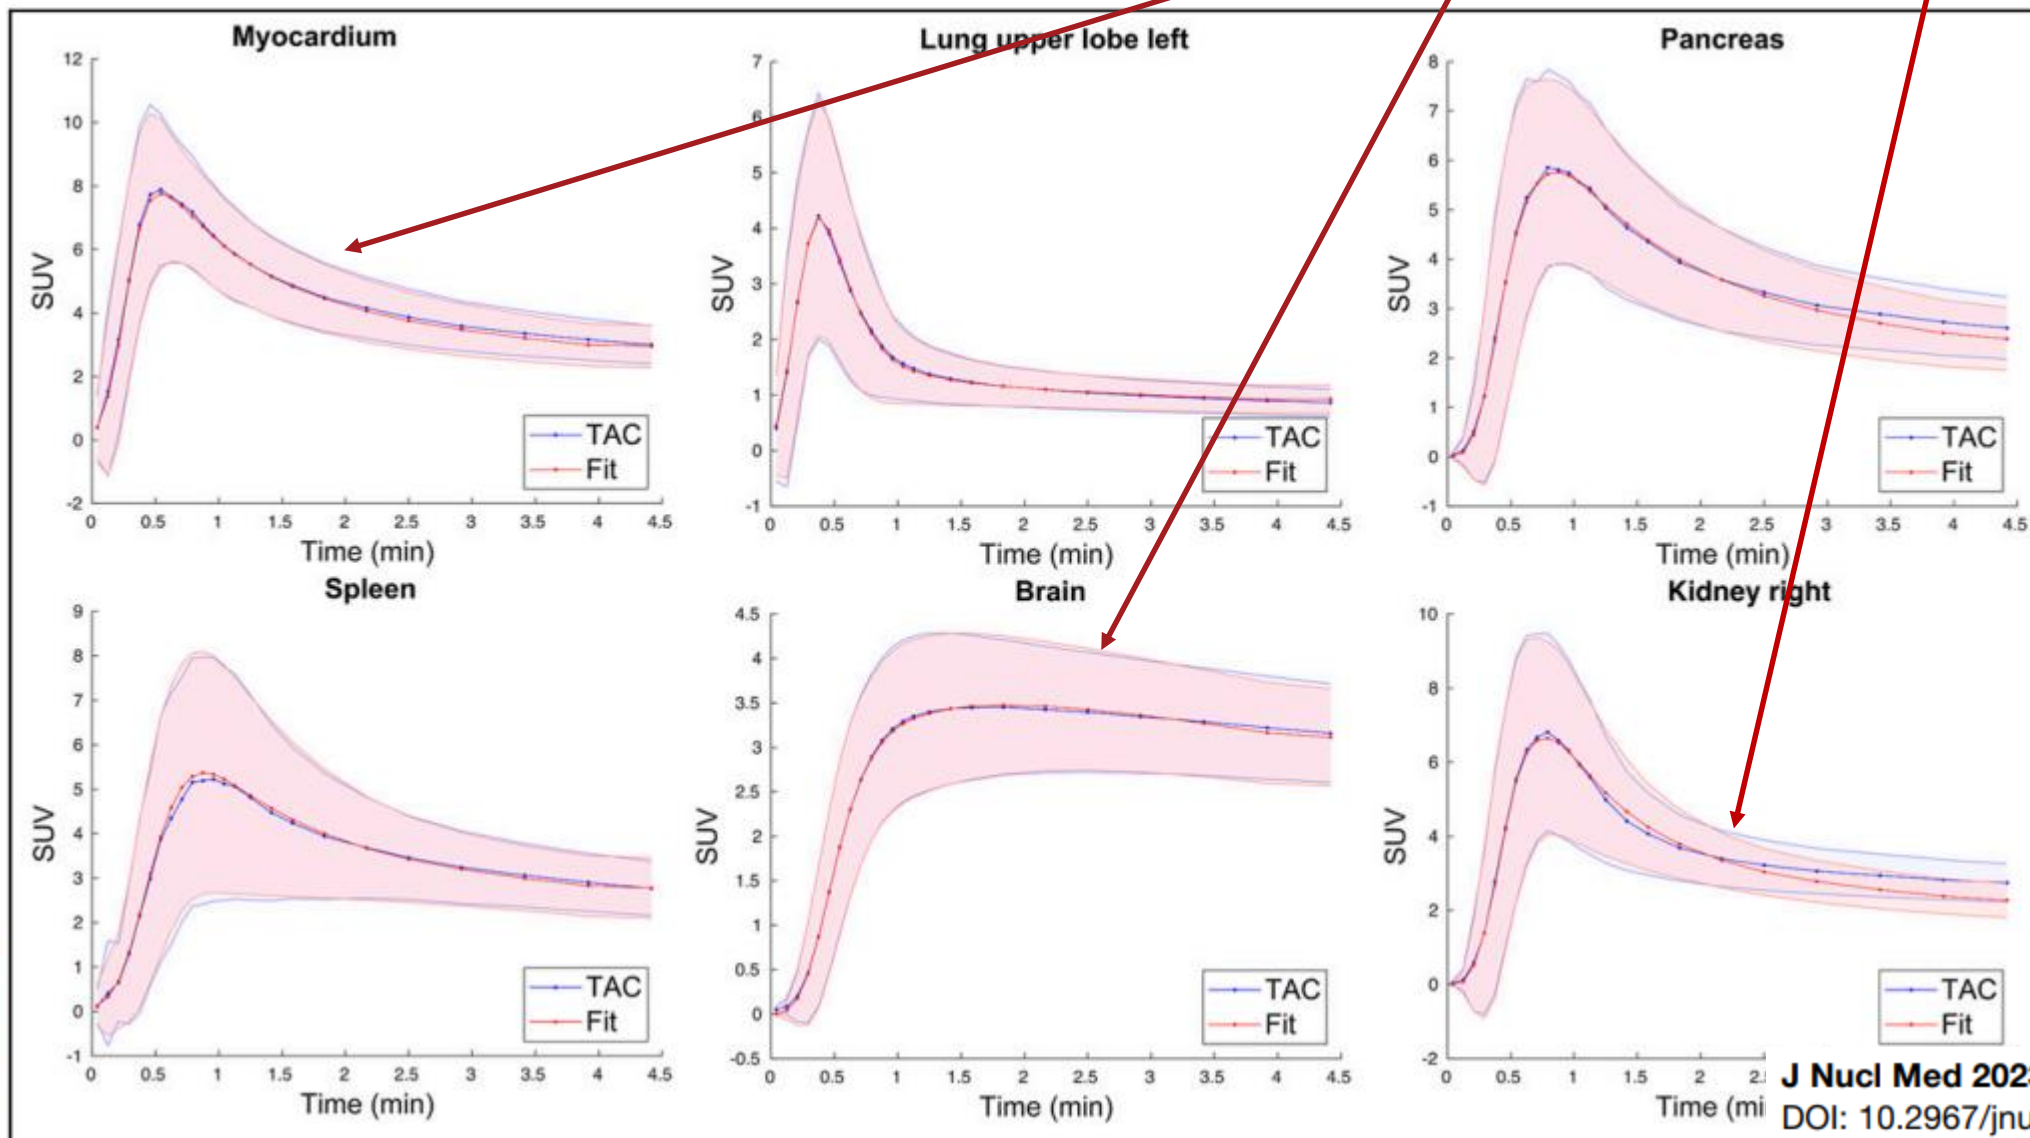 Myocardium
12
10
8
6
4
2
0
-2
SUV
0 0.5 1 1.5 2 2.5 3 3.5 4 4.5
Time (min)
TAC
Fit
Lung upper lobe left
7
6
5
4
3
2
1
0
-1
SUV
0 0.5 1 1.5 2 2.5 3 3.5 4 4.5
Time (min)
TAC
Fit
Pancreas
8
7
6
5
4
3
2
1
0
-1
SUV
0 0.5 1 1.5 2 2.5 3 3.5 4 4.5
Time (min)
TAC
Fit
Spleen
9
8
7
6
5
4
3
2
1
0
-1
SUV
0 0.5 1 1.5 2 2.5 3 3.5 4 4.5
Time (min)
TAC
Fit
Brain
4.5
4
3.5
3
2.5
2
1.5
1
0.5
0
-0.5
SUV
0 0.5 1 1.5 2 2.5 3 3.5 4 4.5
Time (min)
TAC
Fit
Kidney right
10
8
6
4
2
0
-2
SUV
0 0.5 1 1.5 2
Time
TAC
Fit
J Nucl Med
DOI: 10.2967/jnu